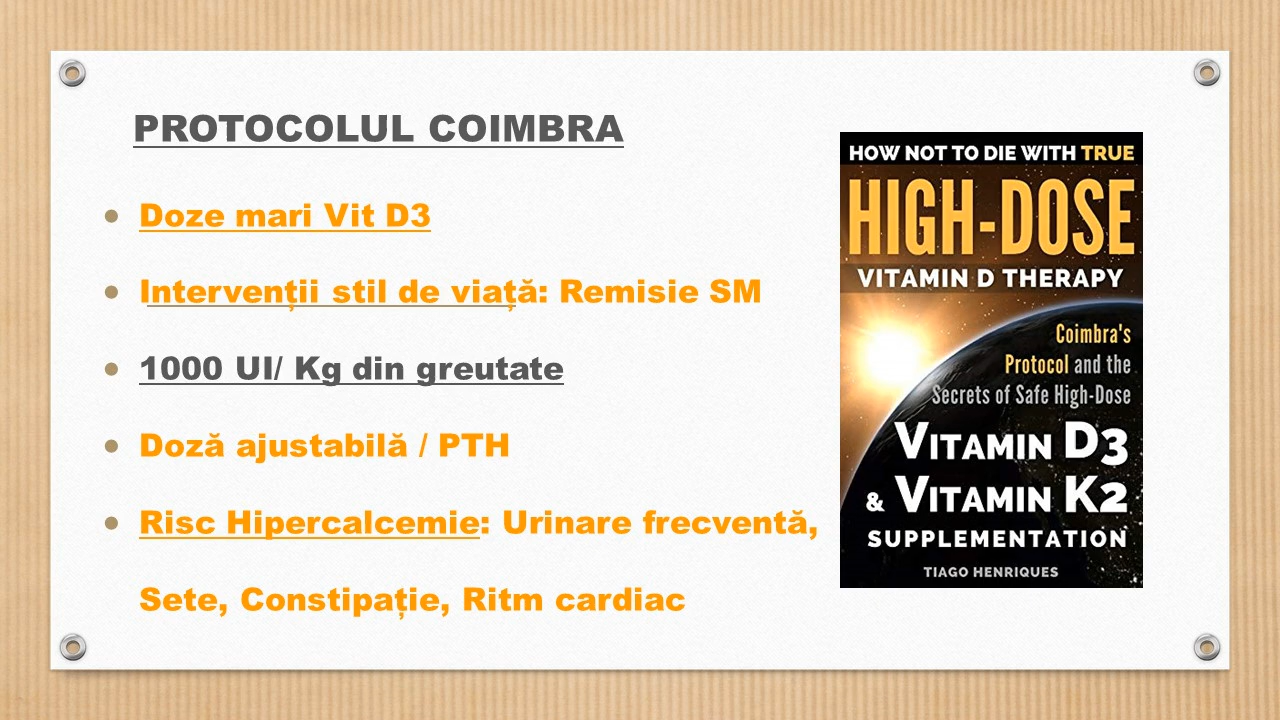 PROTOCOLUL COIMBRA
Doze mari Vit D3
Intervenții stil de viață: Remisie SM
1000 UI/ Kg din greutate
Doză ajustabilă / PTH
Risc Hipercalcemie: Urinare frecventă,
Sete, Constipație, Ritm cardiac
HOW NOT TO DIE WITH TRUE
HIGH-DOSE
VITAMIN D THERAPY
Coimbra's
Protocol and the
Secrets of Safe High-Dose
VITAMIN D3
& VITAMIN K2
SUPPLEMENTATION
TIAGO HENRIQUES